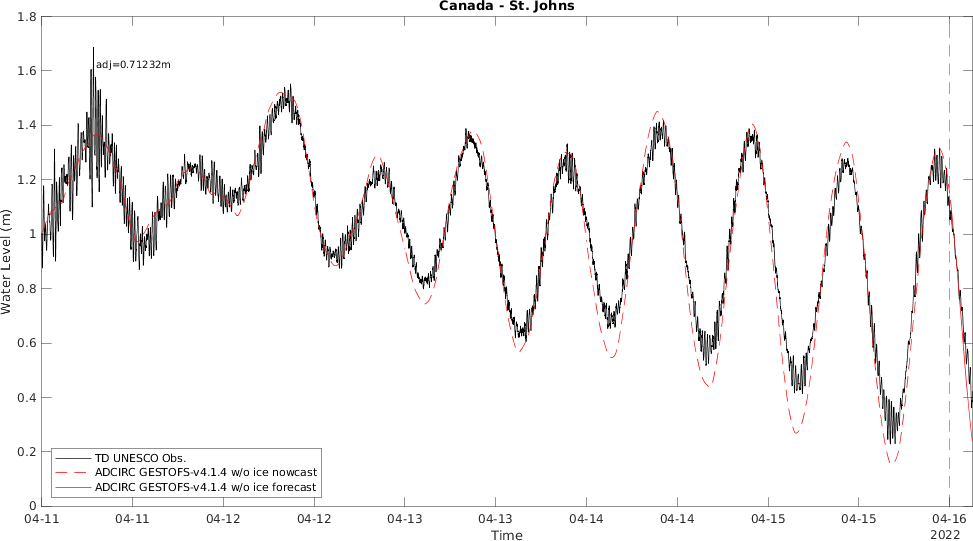 Canada - St. Johns
1.8
1.6
1.4
1.2
1
0.8
0.6
0.4
0.2
0
Water Level (m)
adj=0.71232m
TD UNESCO Obs.
ADCIRC GESTOFS-v4.1.4 w/o ice nowcast
ADCIRC GESTOFS-v4.1.4 w/o ice forecast
04-11 04-11 04-12 04-12 04-13 04-13 04-14 04-14 04-15 04-15 04-16
Time
2022